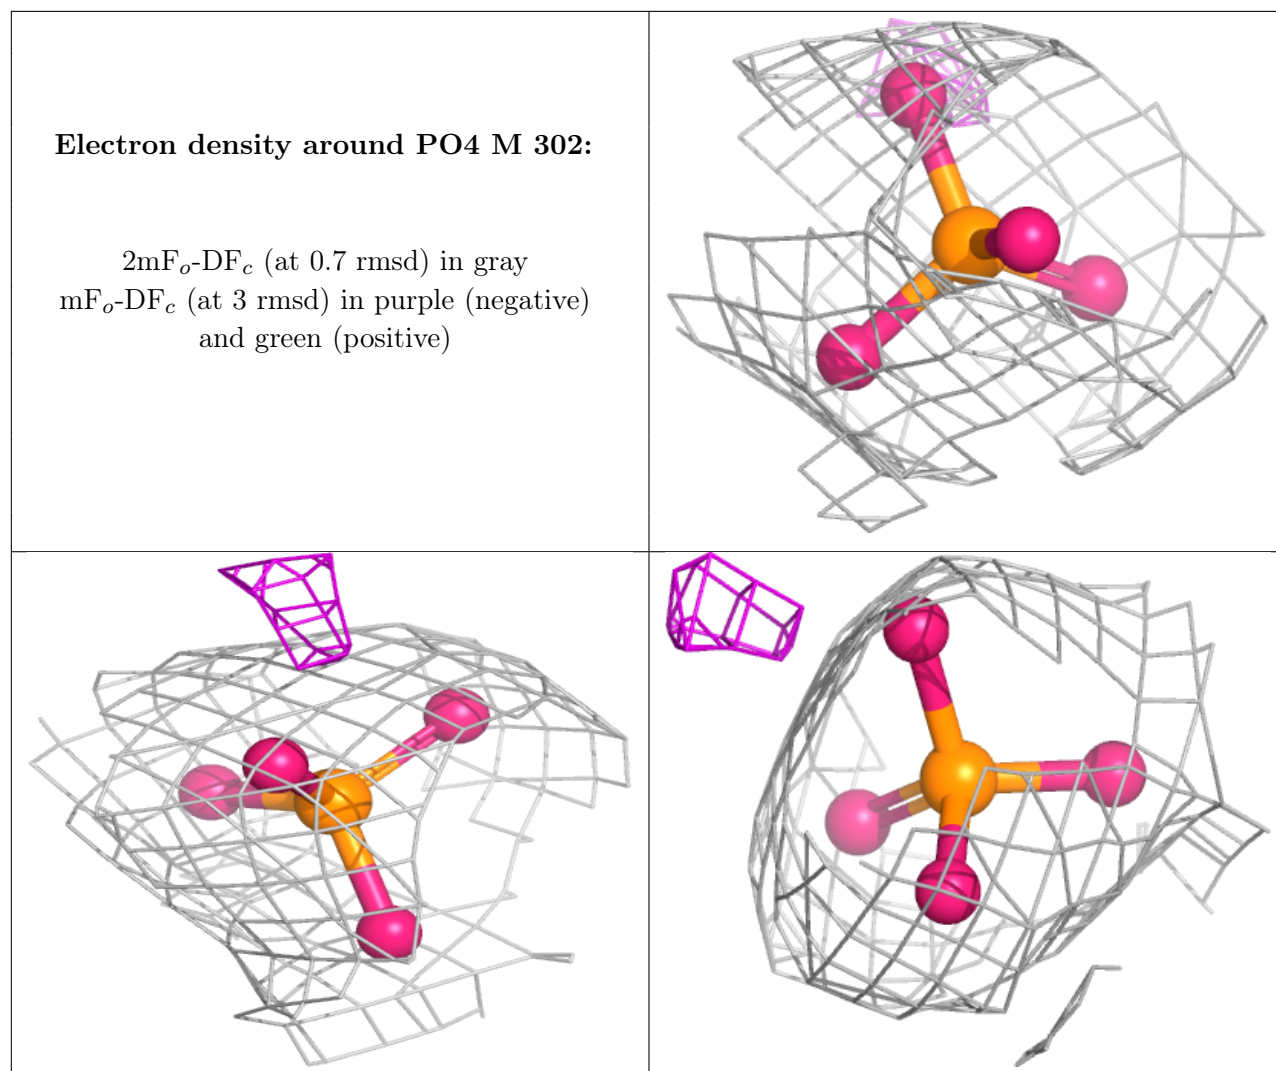 Electron density around PO4 M 302:
2mFₒ-DF𝒸 (at 0.7 rmsd) in gray
mFₒ-DF𝒸 (at 3 rmsd) in purple (negative)
and green (positive)